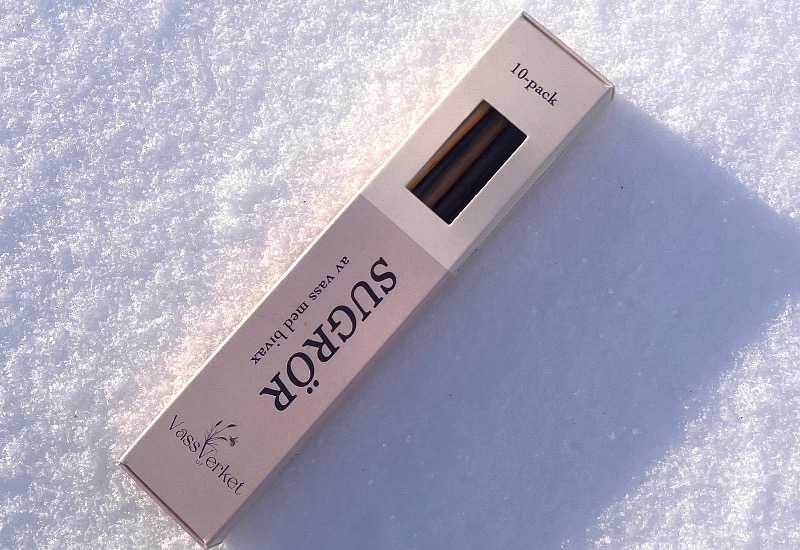 10-pack
SUGRÖR
av vass med bivax
VassVerket